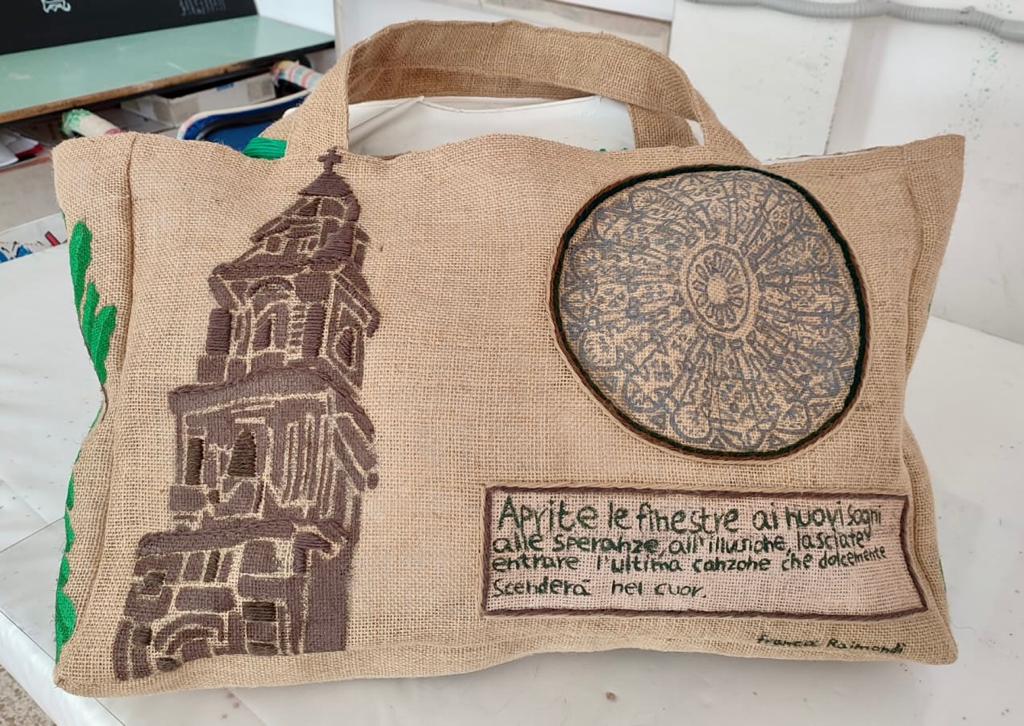 Aprite le finestre ai nuovi sogni
alle speranze, all'illusione, lasciate
entrare l'ultima canzone che dolcemente
Scenderà nel cuor.
Franca Raimondi